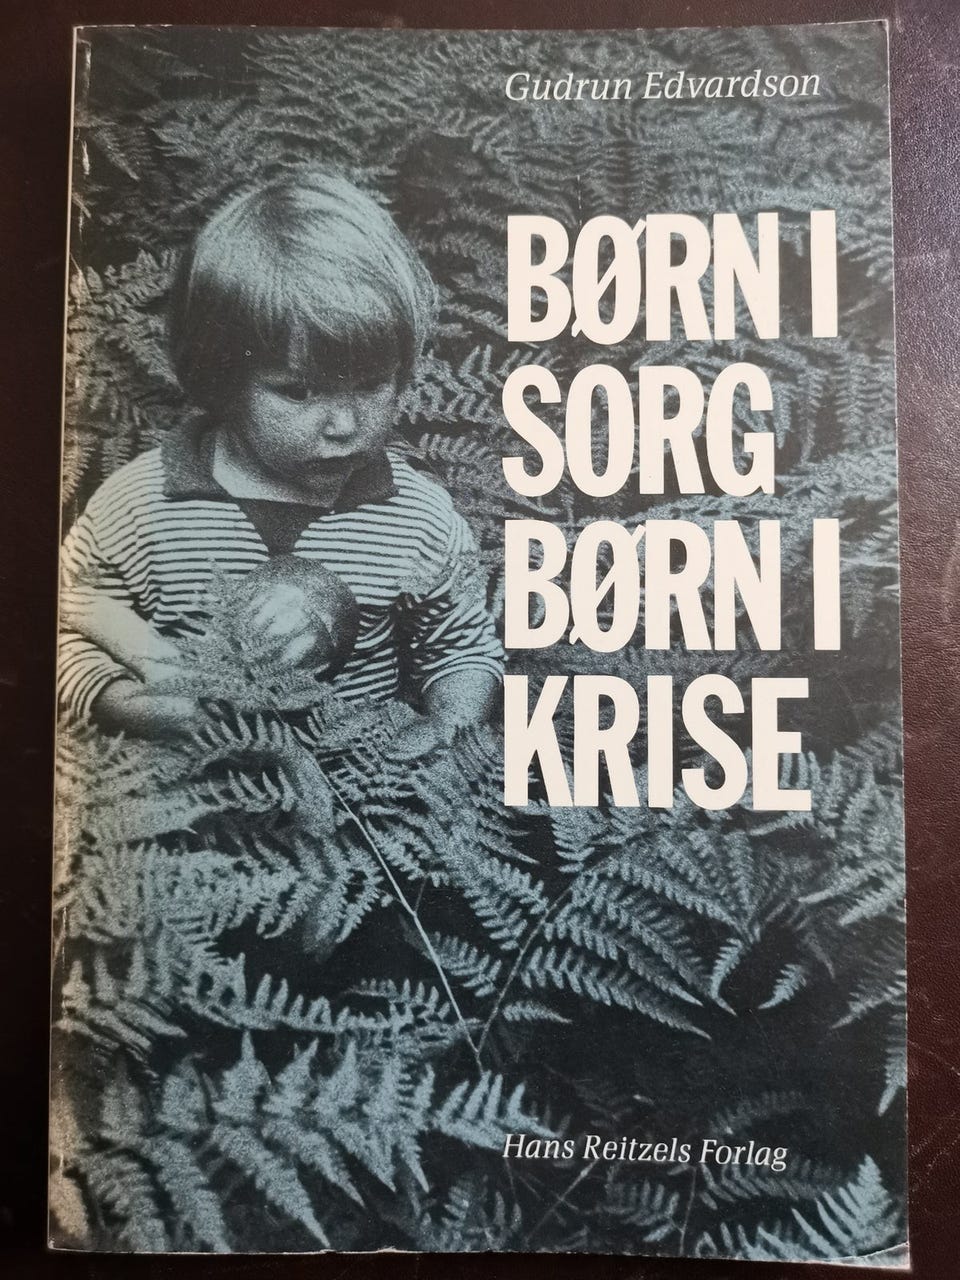 Gudrun Edvardson
BØRN I
SORG
BØRN I
KRISE
Hans Reitzels Forlag